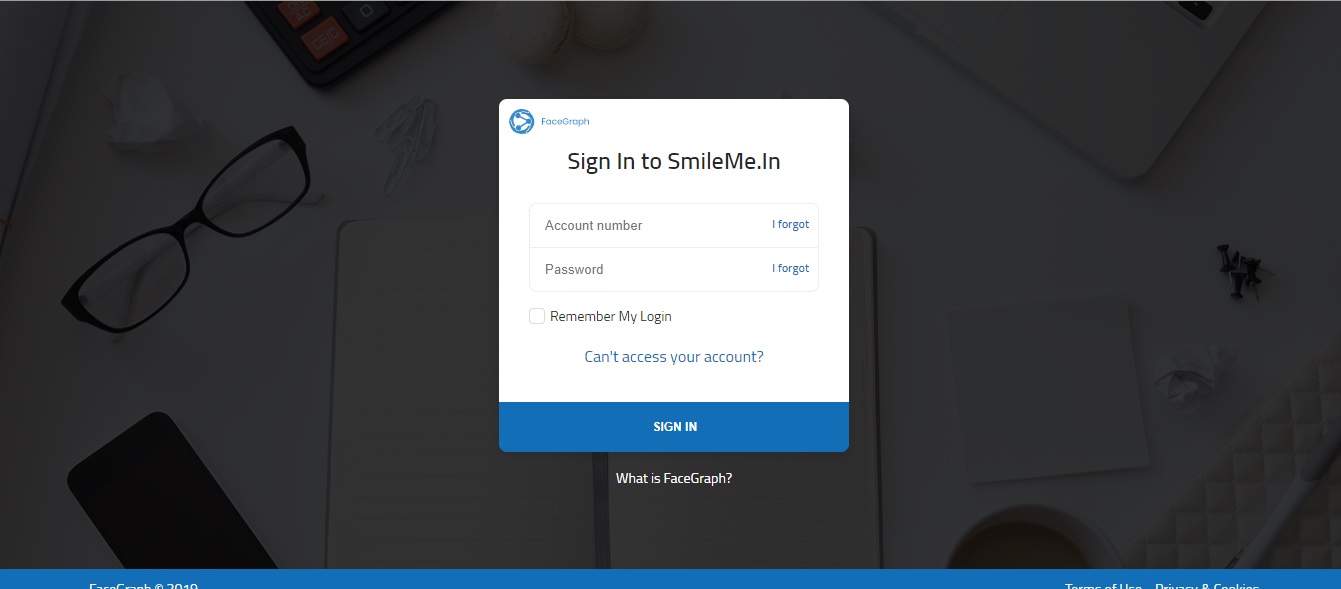 CE/C
FaceGraph
Sign In to SmileMe.In
Account number I forgot
Password I forgot
Remember My Login
Can't access your account?
SIGN IN
What is FaceGraph?
FaceGraph © 2019 Terms of Use Privacy & Cookies